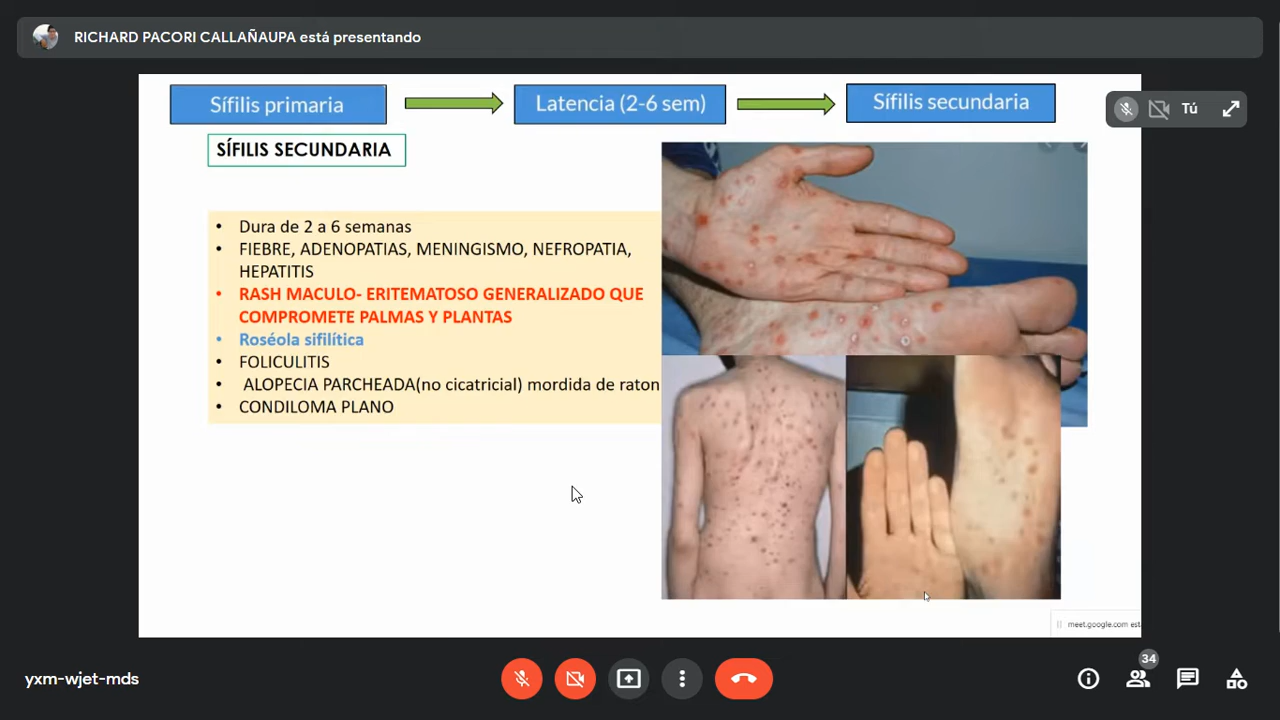 RICHARD PACORI CALLAÑAUPA está presentando
Sífilis primaria
Latencia (2-6 sem)
Sífilis secundaria
Tú
SÍFILIS SECUNDARIA
• Dura de 2 a 6 semanas
• FIEBRE, ADENOPATIAS, MENINGISMO, NEFROPATIA,
HEPATITIS
• RASH MACULO- ERITEMATOSO GENERALIZADO QUE
COMPROMETE PALMAS Y PLANTAS
• Roséola sifilítica
• FOLICULITIS
• ALOPECIA PARCHEADA(no cicatricial) mordida de raton
• CONDILOMA PLANO
meet.google.com est
34
yxm-wjet-mds